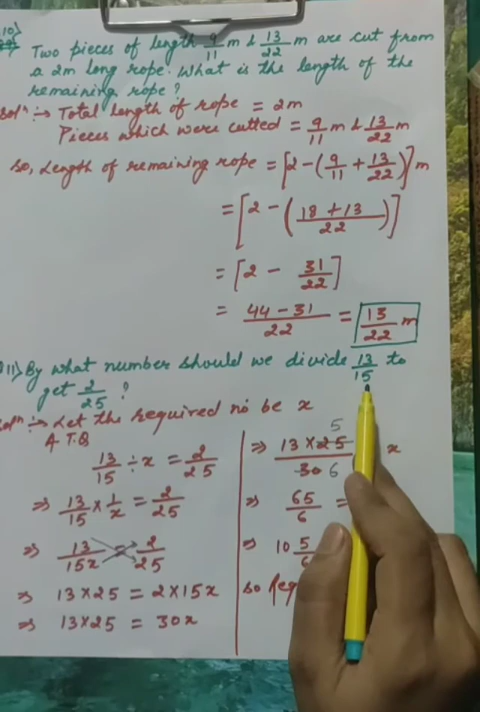 10)
Two pieces of length 9/11 m & 13/22 m are cut from
a 2m long rope. What is the length of the
remaining rope?
Solⁿ :→ Total length of rope = 2m
Pieces which were cutted = 9/11 m & 13/22 m
So, Length of remaining rope = [2-(9/11 + 13/22)]m
= [2-(18+13/22)]
= [2 - 31/22]
= 44-31/22 = 13/22 m
11) By what number should we divide 13/15 to
get 2/25 ?
Solⁿ :→ Let the required no be x
A.T.Q
13/15 ÷ x = 2/25
⇒ 13/15 × 1/x = 2/25
⇒ 13/15x = 2/25
⇒ 13×25 = 2×15x
⇒ 13×25 = 30x
5
⇒ 13×25/30 6 x
⇒ 65/6 =
⇒ 10 5/6
so Req